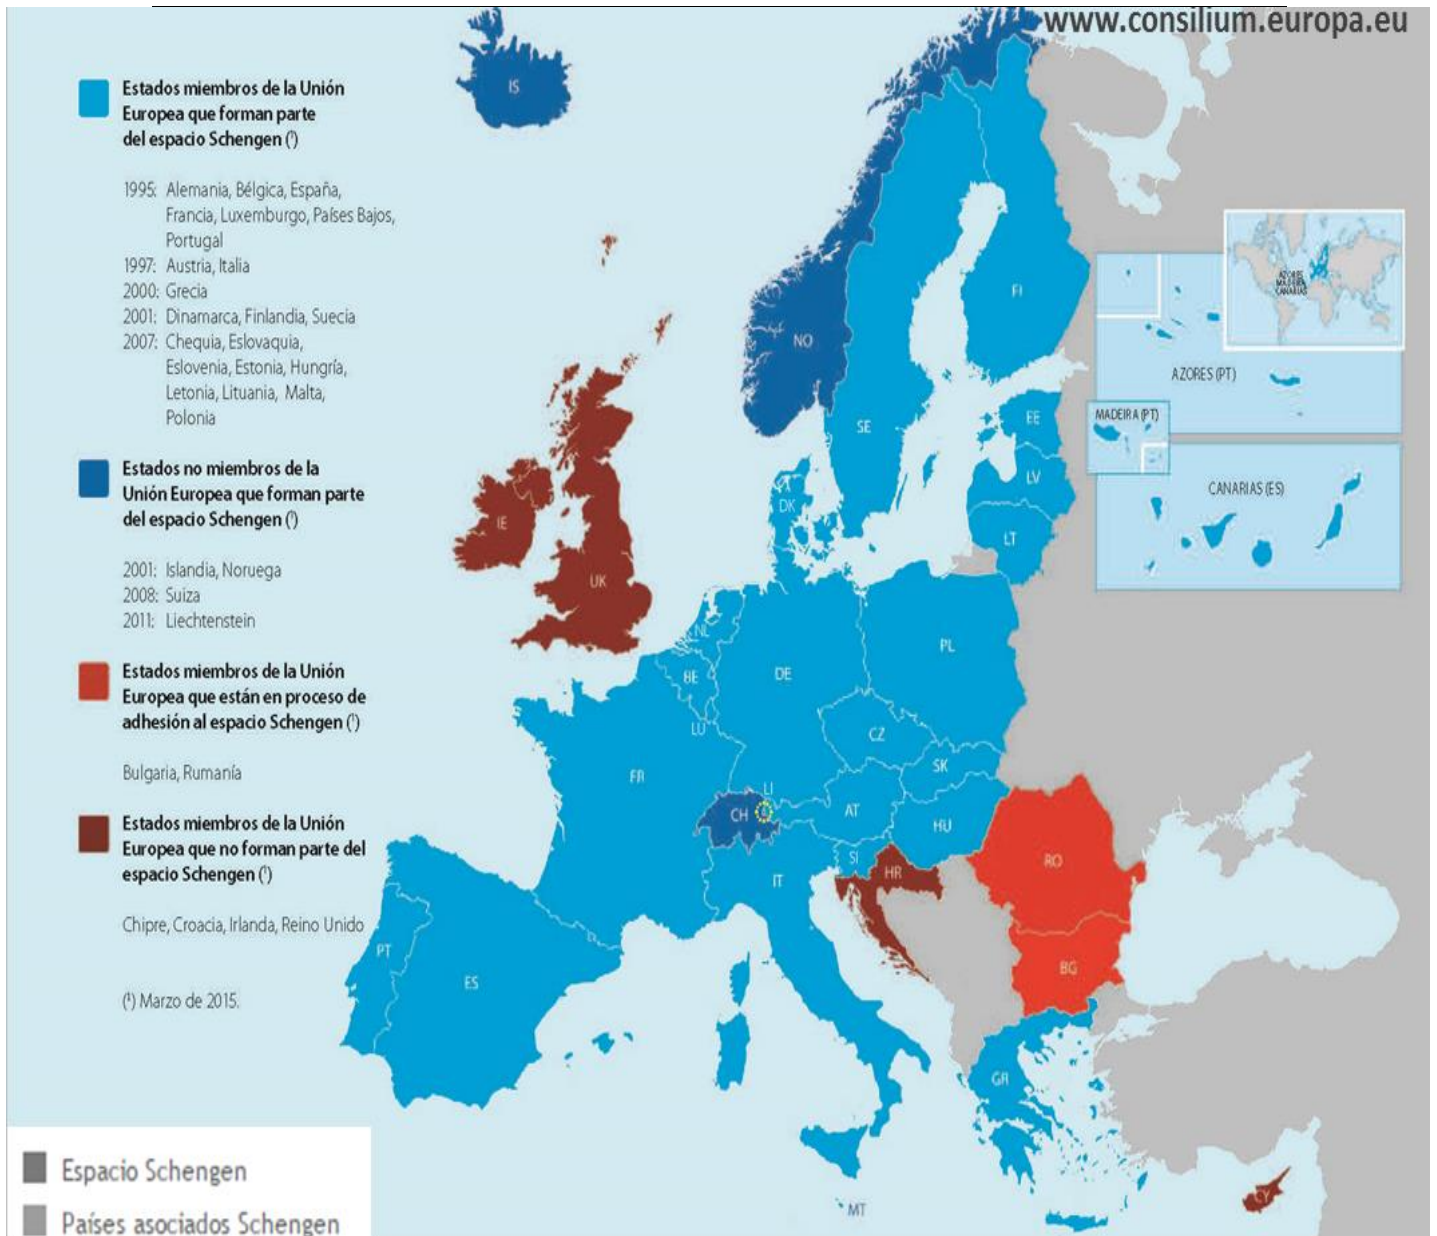 www.consilium.europa.eu
Estados miembros de la Unión
Europea que forman parte
del espacio Schengen (¹)
1995: Alemania, Bélgica, España,
Francia, Luxemburgo, Países Bajos,
Portugal
1997: Austria, Italia
2000: Grecia
2001: Dinamarca, Finlandia, Suecia
2007: Chequia, Eslovaquia,
Eslovenia, Estonia, Hungría,
Letonia, Lituania, Malta,
Polonia
Estados no miembros de la
Unión Europea que forman parte
del espacio Schengen (¹)
2001: Islandia, Noruega
2008: Suiza
2011: Liechtenstein
Estados miembros de la Unión
Europea que están en proceso de
adhesión al espacio Schengen (¹)
Bulgaria, Rumanía
Estados miembros de la Unión
Europea que no forman parte del
espacio Schengen (¹)
Chipre, Croacia, Irlanda, Reino Unido
(¹) Marzo de 2015.
Espacio Schengen
Países asociados Schengen
IS
NO
SE
FI
EE
LV
LT
DK
IE
UK
NL
BE
LU
DE
PL
CZ
SK
FR
LI
CH
AT
HU
SI
HR
IT
RO
BG
PT
ES
GR
MT
CY
AZORES
MADEIRA
CANARIAS
AZORES (PT)
MADEIRA (PT)
CANARIAS (ES)